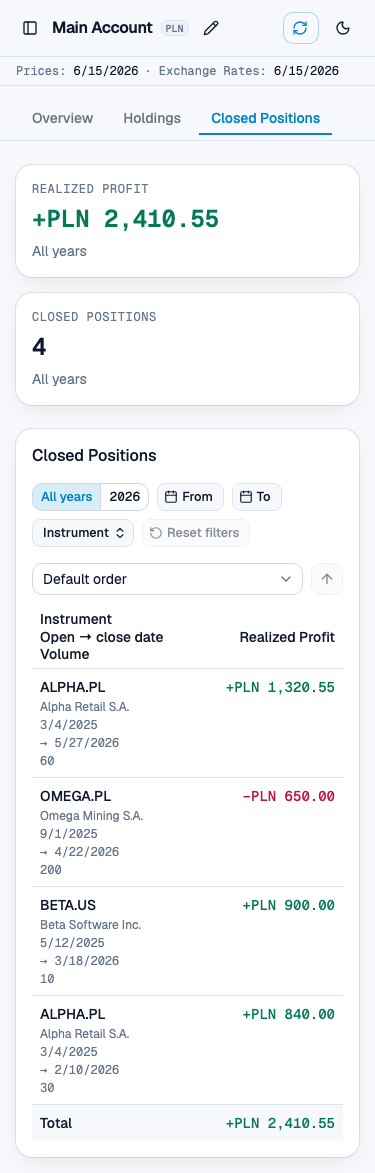 Main Account PLN
Prices: 6/15/2026 · Exchange Rates: 6/15/2026
Overview Holdings Closed Positions
REALIZED PROFIT
+PLN 2,410.55
All years
CLOSED POSITIONS
4
All years
Closed Positions
All years 2026 From To
Instrument Reset filters
Default order
Instrument
Open → close date Realized Profit
Volume
ALPHA.PL +PLN 1,320.55
Alpha Retail S.A.
3/4/2025
→ 5/27/2026
60
OMEGA.PL −PLN 650.00
Omega Mining S.A.
9/1/2025
→ 4/22/2026
200
BETA.US +PLN 900.00
Beta Software Inc.
5/12/2025
→ 3/18/2026
10
ALPHA.PL +PLN 840.00
Alpha Retail S.A.
3/4/2025
→ 2/10/2026
30
Total +PLN 2,410.55